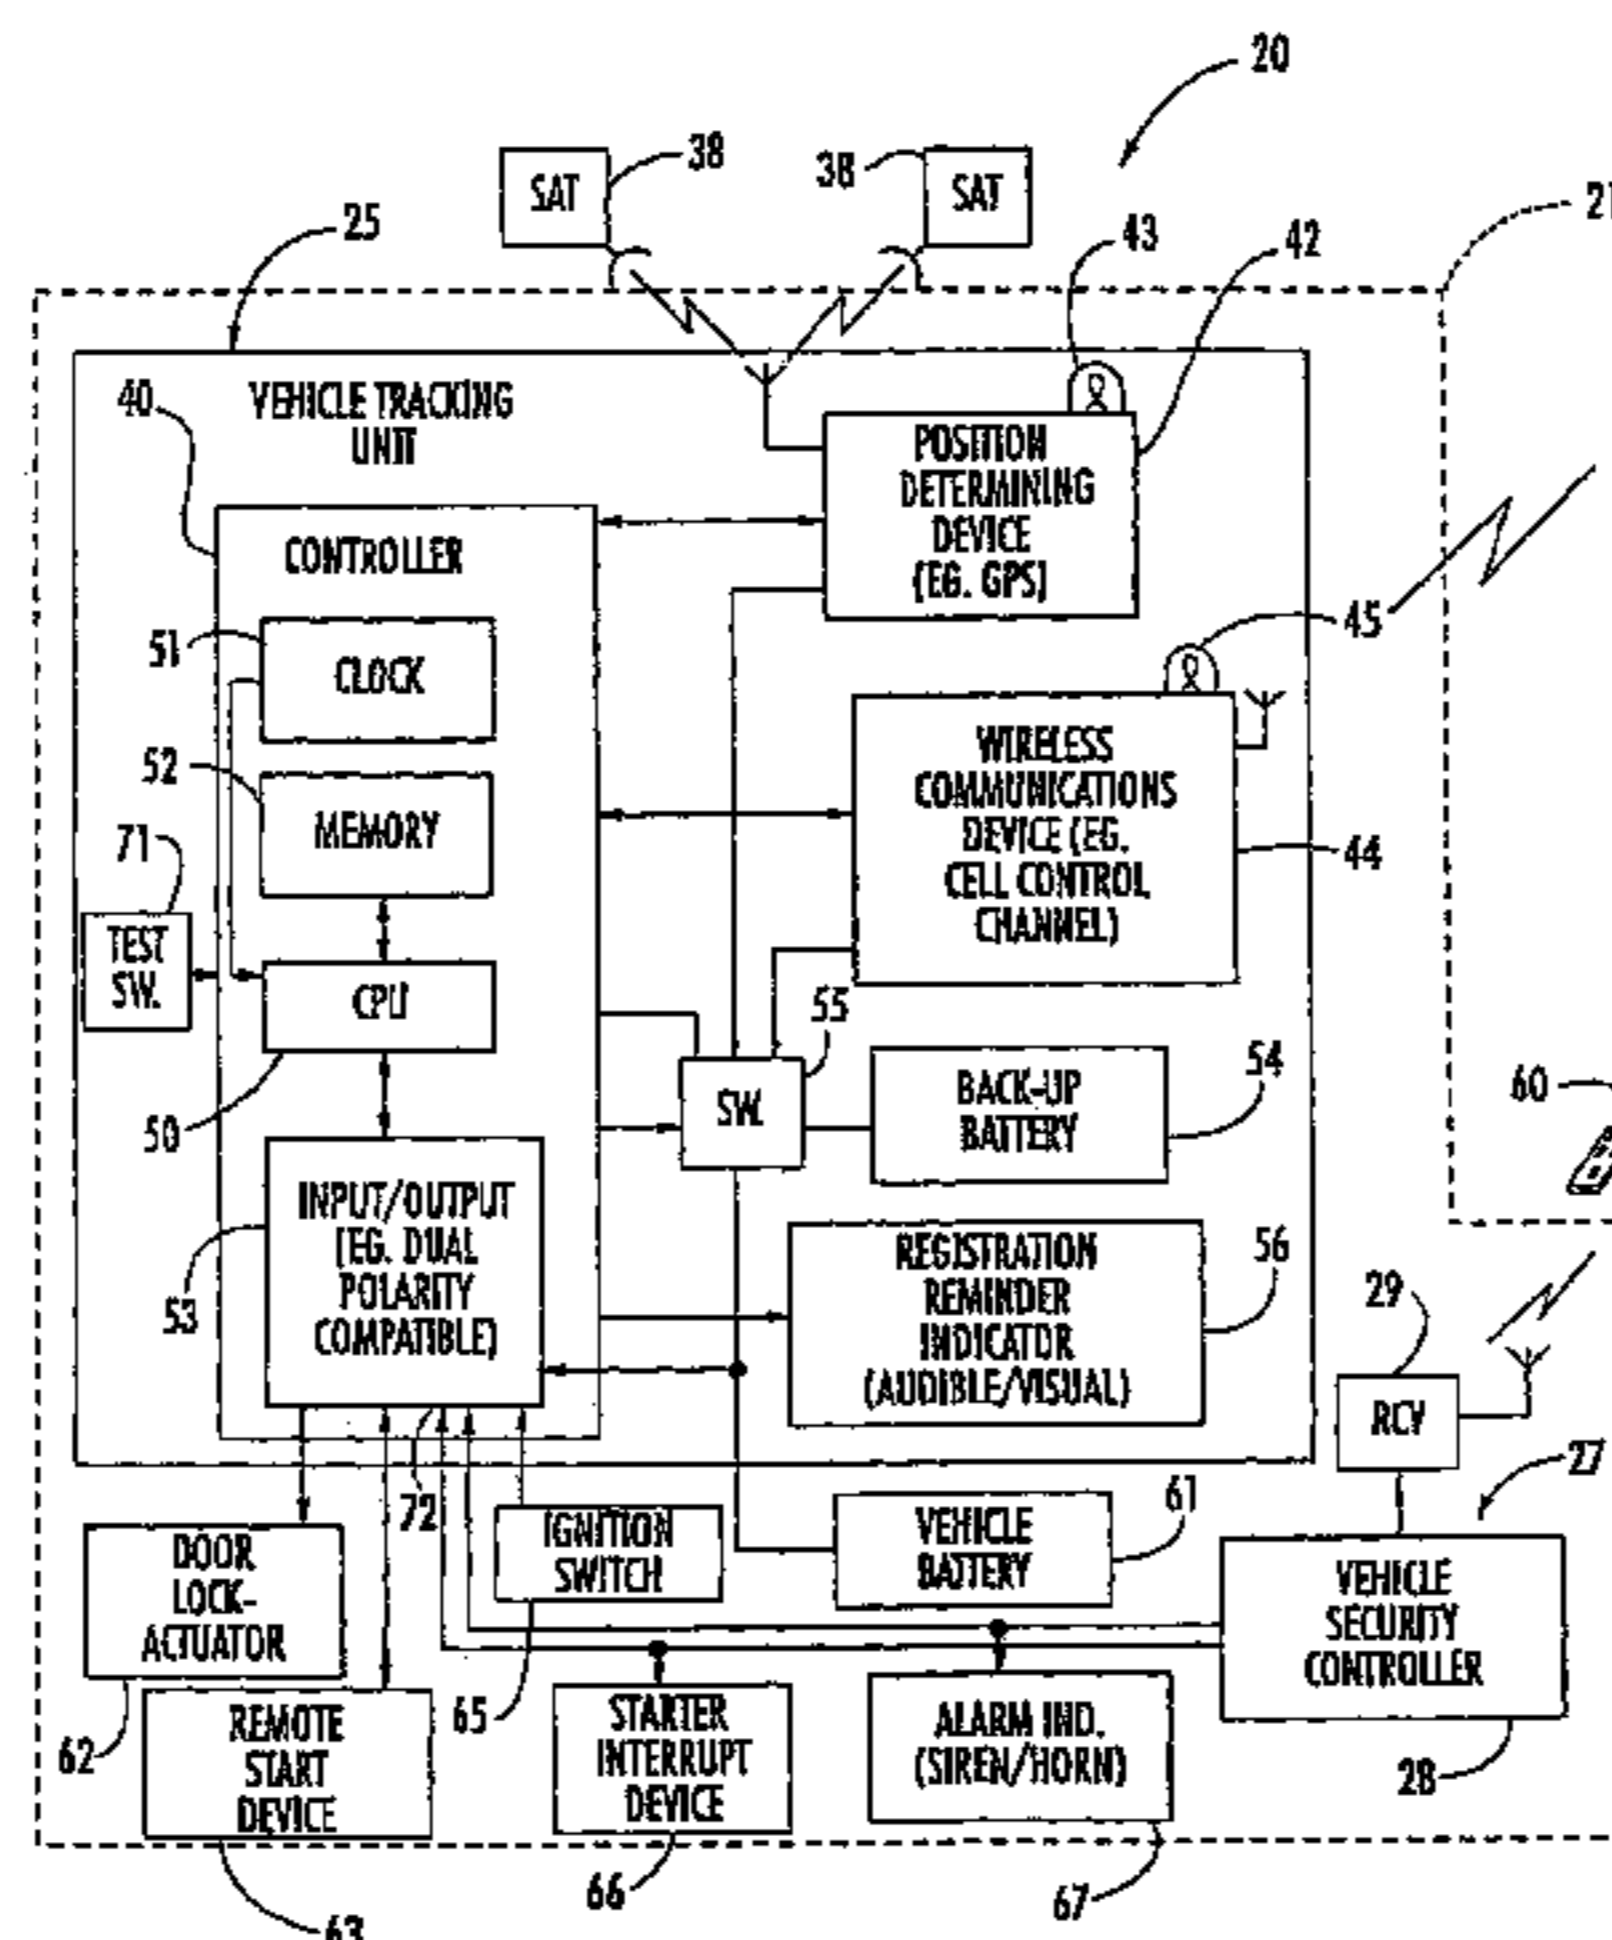 20
SAT
38
38
SAT
21
25
43
42
40
VEHICLE TRACKING
UNIT
POSITION
DETERMINING
DEVICE
(EG. GPS)
CONTROLLER
45
51
CLOCK
52
MEMORY
WIRELESS
COMMUNICATIONS
DEVICE (EG.
CELL CONTROL
CHANNEL)
44
71
TEST
SW.
CPU
50
55
SW.
BACK-UP
BATTERY
54
60
INPUT/OUTPUT
(EG. DUAL
POLARITY
COMPATIBLE)
53
REGISTRATION
REMINDER
INDICATOR
(AUDIBLE/VISUAL)
56
29
RCV
27
72
DOOR
LOCK-
ACTUATOR
62
IGNITION
SWITCH
65
VEHICLE
BATTERY
61
VEHICLE
SECURITY
CONTROLLER
28
REMOTE
START
DEVICE
63
STARTER
INTERRUPT
DEVICE
66
ALARM IND.
(SIREN/HORN)
67